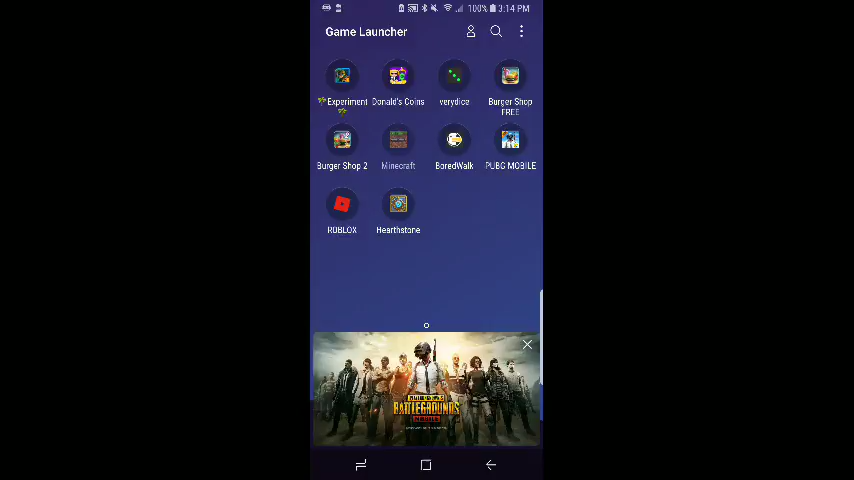 100% 3:14 PM
Game Launcher
Experiment
Donald's Coins
verydice
Burger Shop
FREE
Burger Shop 2
Minecraft
BoredWalk
PUBG MOBILE
ROBLOX
Hearthstone
BATTLEGROUNDS
MOBILE